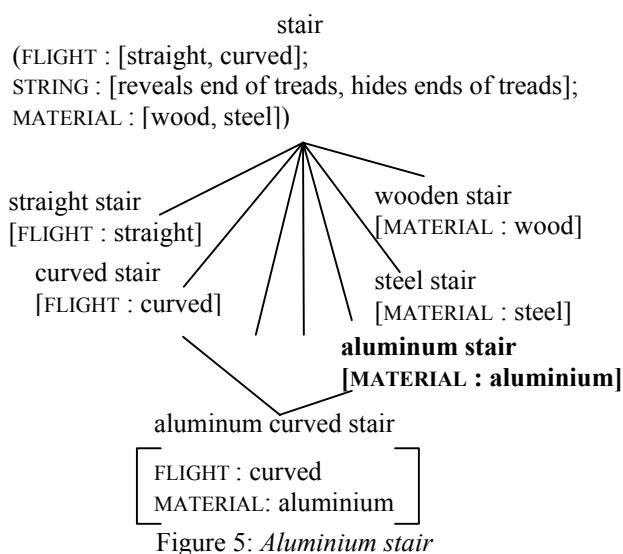 stair
(FLIGHT : [straight, curved];
STRING : [reveals end of treads, hides ends of treads];
MATERIAL : [wood, steel])
straight stair
[FLIGHT : straight]
wooden stair
[MATERIAL : wood]
curved stair
[FLIGHT : curved]
steel stair
[MATERIAL : steel]
aluminum stair
[MATERIAL : aluminium]
aluminum curved stair
FLIGHT : curved
MATERIAL: aluminium
Figure 5: Aluminium stair